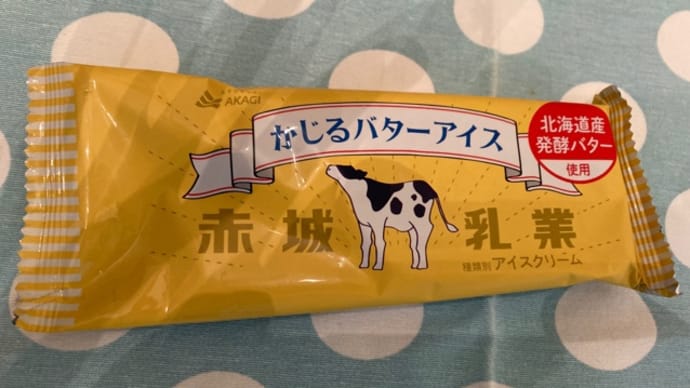 AKAGI
かじるバターアイス
北海道産
発酵バター
使用
赤城 乳業
種類別 アイスクリーム